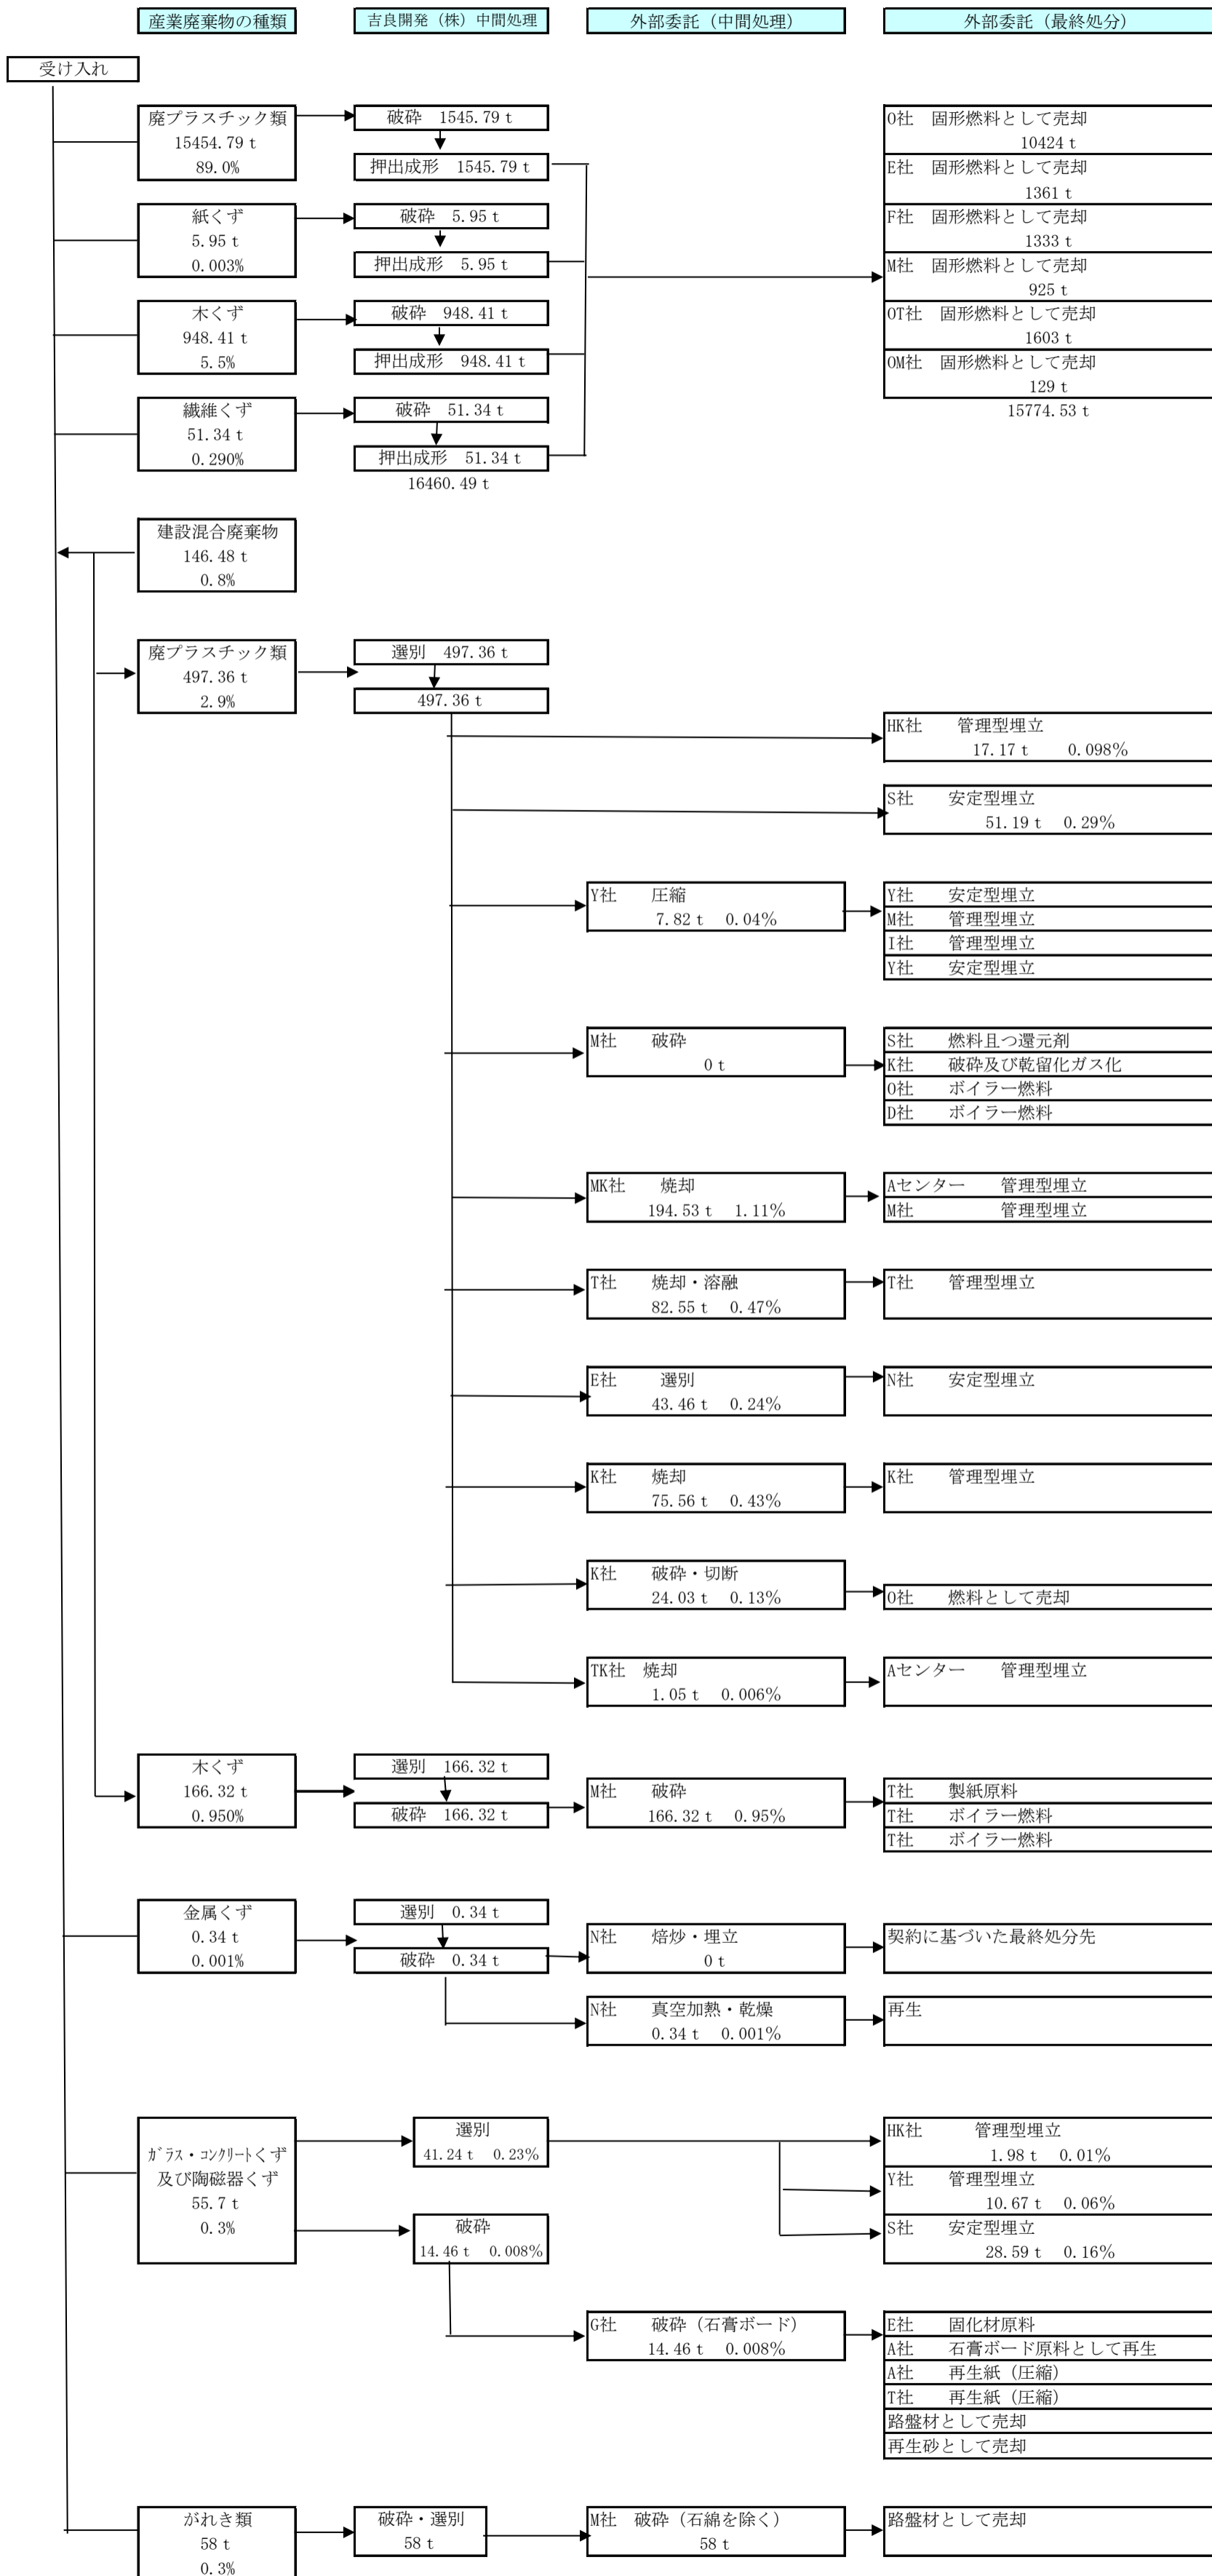 産業廃棄物の種類　吉良開発（株）中間処理　外部委託（中間処理）　外部委託（最終処分）
受け入れ
廃プラスチック類
15454.79ｔ
89.0%
破砕　1545.79ｔ
押出成形　1545.79ｔ
紙くず
5.95ｔ
0.003%
破砕　5.95ｔ
押出成形　5.95ｔ
木くず
948.41ｔ
5.5%
破砕　948.41ｔ
押出成形　948.41ｔ
繊維くず
51.34ｔ
0.290%
破砕　51.34ｔ
押出成形　51.34ｔ
16460.49ｔ
O社　固形燃料として売却
10424ｔ
E社　固形燃料として売却
1361ｔ
F社　固形燃料として売却
1333ｔ
M社　固形燃料として売却
925ｔ
OT社　固形燃料として売却
1603ｔ
OM社　固形燃料として売却
129ｔ
15774.53ｔ
建設混合廃棄物
146.48ｔ
0.8%
廃プラスチック類
497.36ｔ
2.9%
選別　497.36ｔ
497.36ｔ
HK社　管理型埋立
17.17ｔ　0.098%
S社　安定型埋立
51.19ｔ　0.29%
Y社　圧縮
7.82ｔ　0.04%
Y社　安定型埋立
M社　管理型埋立
I社　管理型埋立
Y社　安定型埋立
M社　破砕
0ｔ
S社　燃料且つ還元剤
K社　破砕及び乾留化ガス化
O社　ボイラー燃料
D社　ボイラー燃料
MK社　焼却
194.53ｔ　1.11%
Aセンター　管理型埋立
M社　管理型埋立
T社　焼却・溶融
82.55ｔ　0.47%
T社　管理型埋立
E社　選別
43.46ｔ　0.24%
N社　安定型埋立
K社　焼却
75.56ｔ　0.43%
K社　管理型埋立
K社　破砕・切断
24.03ｔ　0.13%
O社　燃料として売却
TK社　焼却
1.05ｔ　0.006%
Aセンター　管理型埋立
木くず
166.32ｔ
0.950%
選別　166.32ｔ
破砕　166.32ｔ
M社　破砕
166.32ｔ　0.95%
T社　製紙原料
T社　ボイラー燃料
T社　ボイラー燃料
金属くず
0.34ｔ
0.001%
選別　0.34ｔ
破砕　0.34ｔ
N社　焙炒・埋立
0ｔ
契約に基づいた最終処分先
N社　真空加熱・乾燥
0.34ｔ　0.001%
再生
ｶﾞﾗｽ・ｺﾝｸﾘｰﾄくず
及び陶磁器くず
55.7ｔ
0.3%
選別
41.24ｔ　0.23%
破砕
14.46ｔ　0.008%
HK社　管理型埋立
1.98ｔ　0.01%
Y社　管理型埋立
10.67ｔ　0.06%
S社　安定型埋立
28.59ｔ　0.16%
G社　破砕（石膏ボード）
14.46ｔ　0.008%
E社　固化材原料
A社　石膏ボード原料として再生
A社　再生紙（圧縮）
T社　再生紙（圧縮）
路盤材として売却
再生砂として売却
がれき類
58ｔ
0.3%
破砕・選別
58ｔ
M社　破砕（石綿を除く）
58ｔ
路盤材として売却